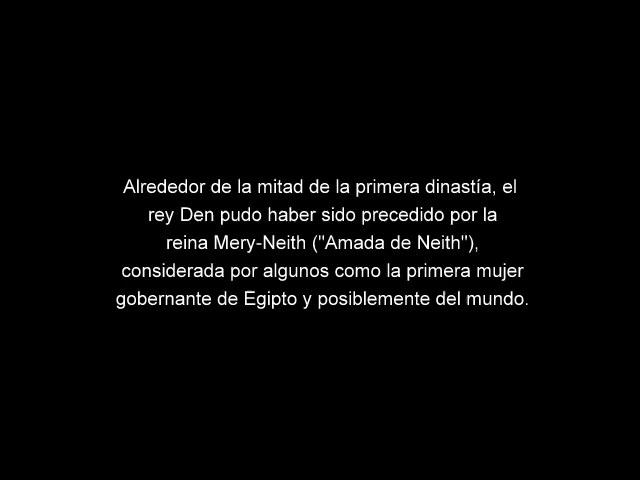 Alrededor de la mitad de la primera dinastía, el
rey Den pudo haber sido precedido por la
reina Mery-Neith ("Amada de Neith"),
considerada por algunos como la primera mujer
gobernante de Egipto y posiblemente del mundo.